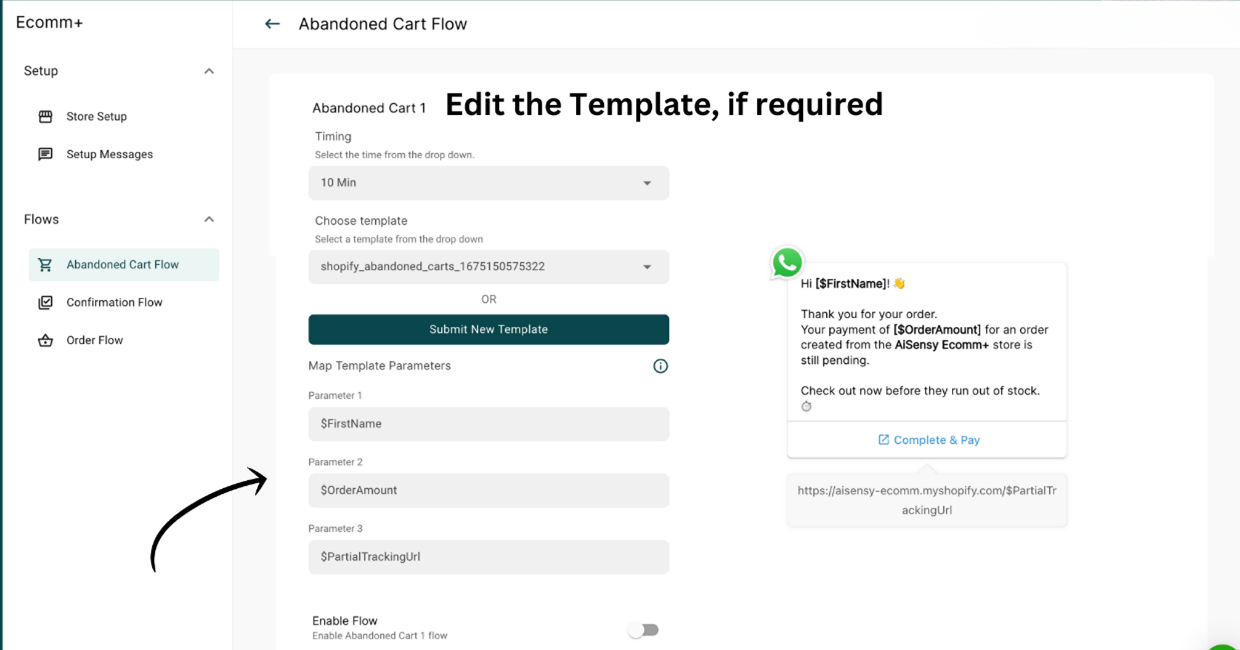 Ecomm+
Abandoned Cart Flow
Setup
Store Setup
Setup Messages
Flows
Abandoned Cart Flow
Confirmation Flow
Order Flow
Abandoned Cart 1
Edit the Template, if required
Timing
Select the time from the drop down.
10 Min
Choose template
Select a template from the drop down
shopify_abandoned_carts_1675150575322
OR
Submit New Template
Map Template Parameters
Parameter 1
$FirstName
Parameter 2
$OrderAmount
Parameter 3
$PartialTrackingUrl
Enable Flow
Enable Abandoned Cart 1 flow
Hi [$FirstName]! 👋
Thank you for your order.
Your payment of [$OrderAmount] for an order
created from the AiSensy Ecomm+ store is
still pending.
Check out now before they run out of stock.
⏱
Complete & Pay
https://aisensy-ecomm.myshopify.com/$PartialTr
ackingUrl